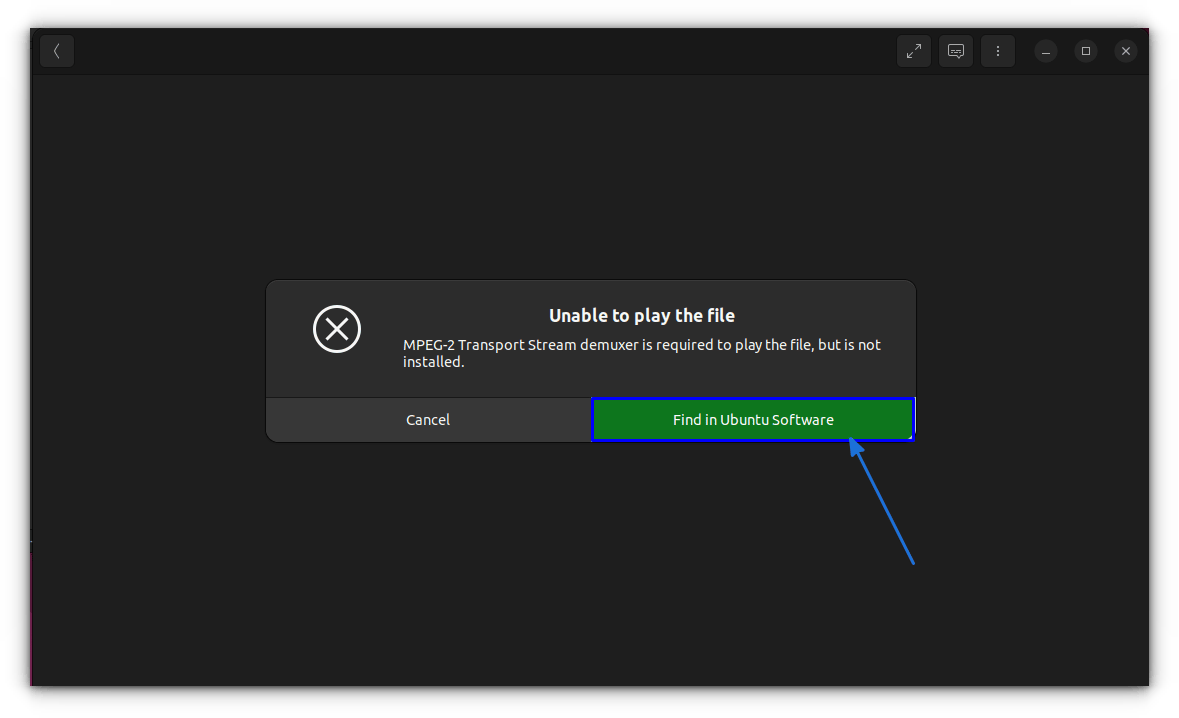 Unable to play the file
MPEG-2 Transport Stream demuxer is required to play the file, but is not
installed.
Cancel
Find in Ubuntu Software